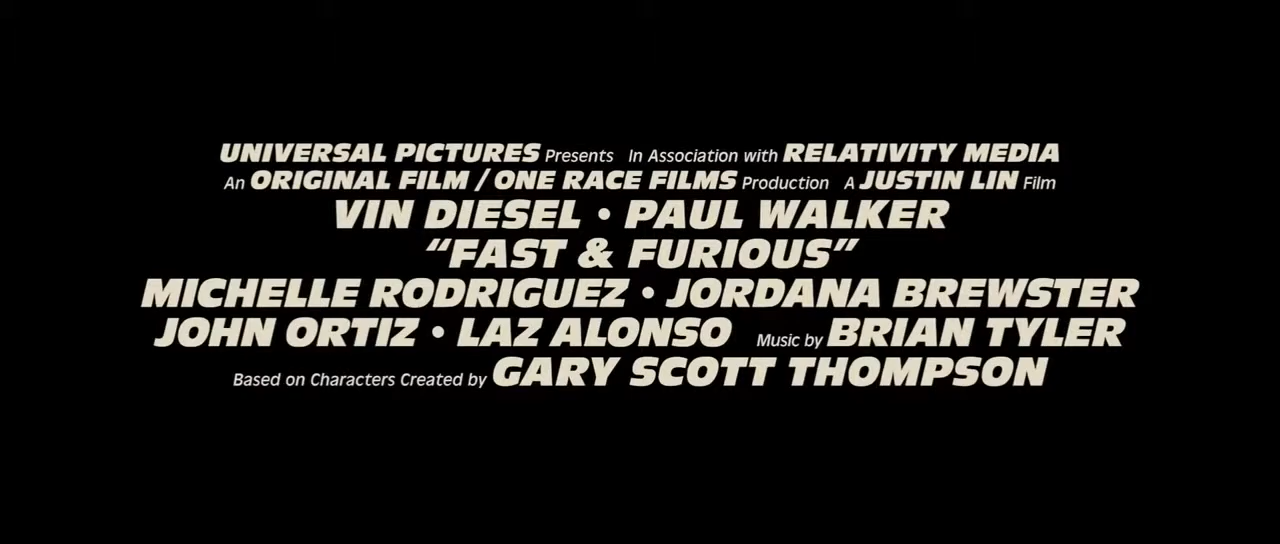 UNIVERSAL PICTURES Presents In Association with RELATIVITY MEDIA
An ORIGINAL FILM / ONE RACE FILMS Production A JUSTIN LIN Film
VIN DIESEL • PAUL WALKER
“FAST & FURIOUS”
MICHELLE RODRIGUEZ • JORDANA BREWSTER
JOHN ORTIZ • LAZ ALONSO Music by BRIAN TYLER
Based on Characters Created by GARY SCOTT THOMPSON